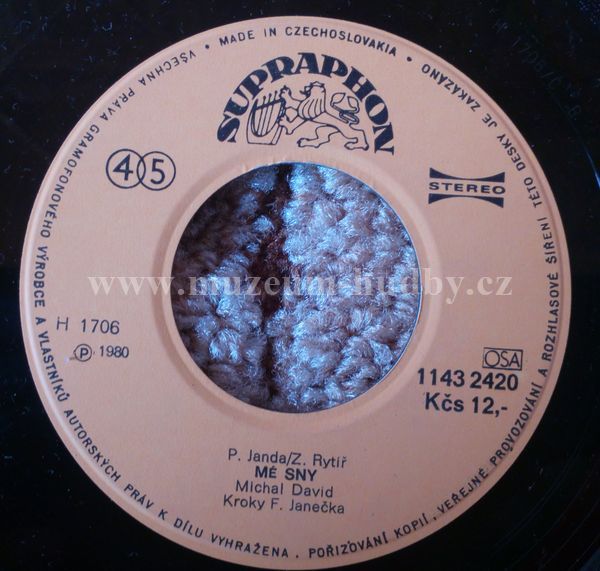 VŠECHNA PRÁVA GRAMOFONOVÉHO VÝROBCE A VLASTNÍKŮ AUTORSKÝCH PRÁV K DÍLU VYHRAŽENA. POŘIZOVÁNÍ KOPIÍ, VEŘEJNÉ PROVOZOVÁNÍ A ROZHLASOVÉ ŠÍŘENÍ TÉTO DESKY JE ZAKÁZÁNO • MADE IN CZECHOSLOVAKIA •
SUPRAPHON
45
STEREO
www.muzeum-hudby.cz
H 1706
℗ 1980
OSA
1143 2420
Kčs 12,-
P. Janda/Z. Rytíř
MÉ SNY
Michal David
Kroky F. Janečka